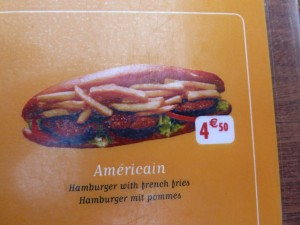 4€50
Américain
Hamburger with french fries
Hamburger mit pommes